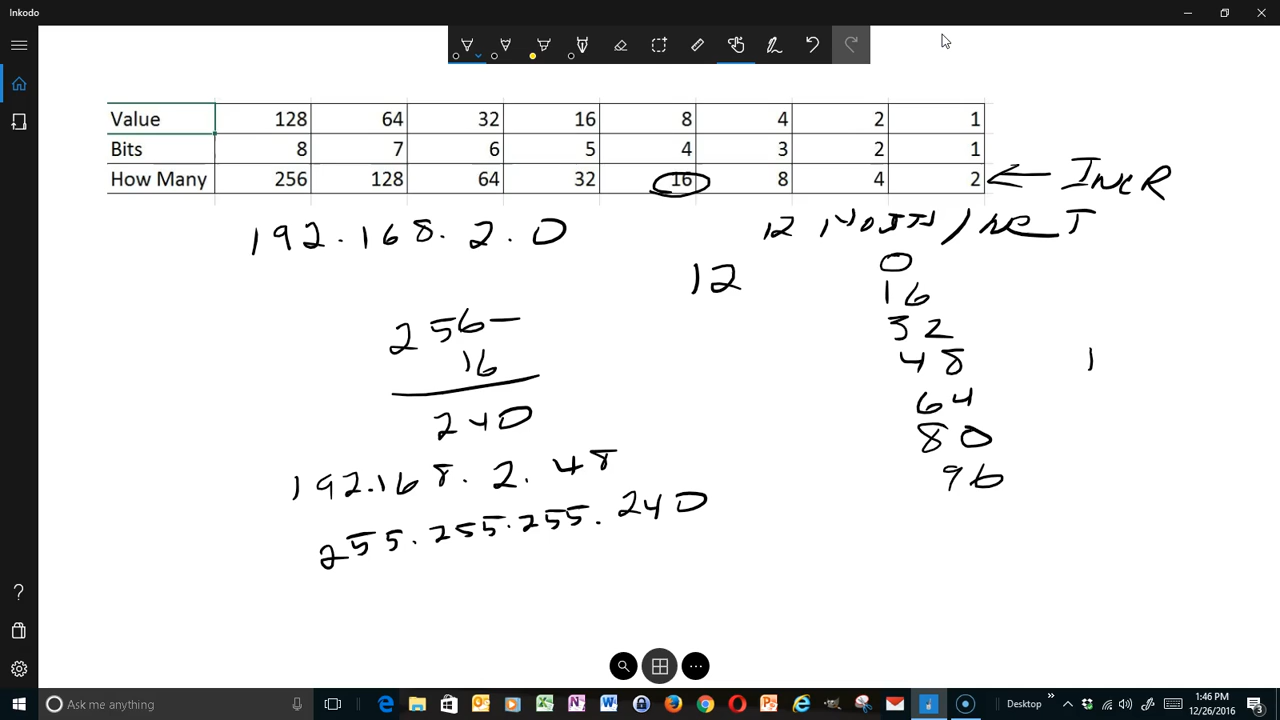 Inkodo
Value 128 64 32 16 8 4 2 1
Bits 8 7 6 5 4 3 2 1
How Many 256 128 64 32 16 8 4 2
INCR
192.168.2.0
12 HOSTS/NET
12
0
16
32
48
1
64
80
96
256 -
16
240
192.168.2.48
255.255.255.240
Ask me anything
Desktop
1:46 PM
12/26/2016